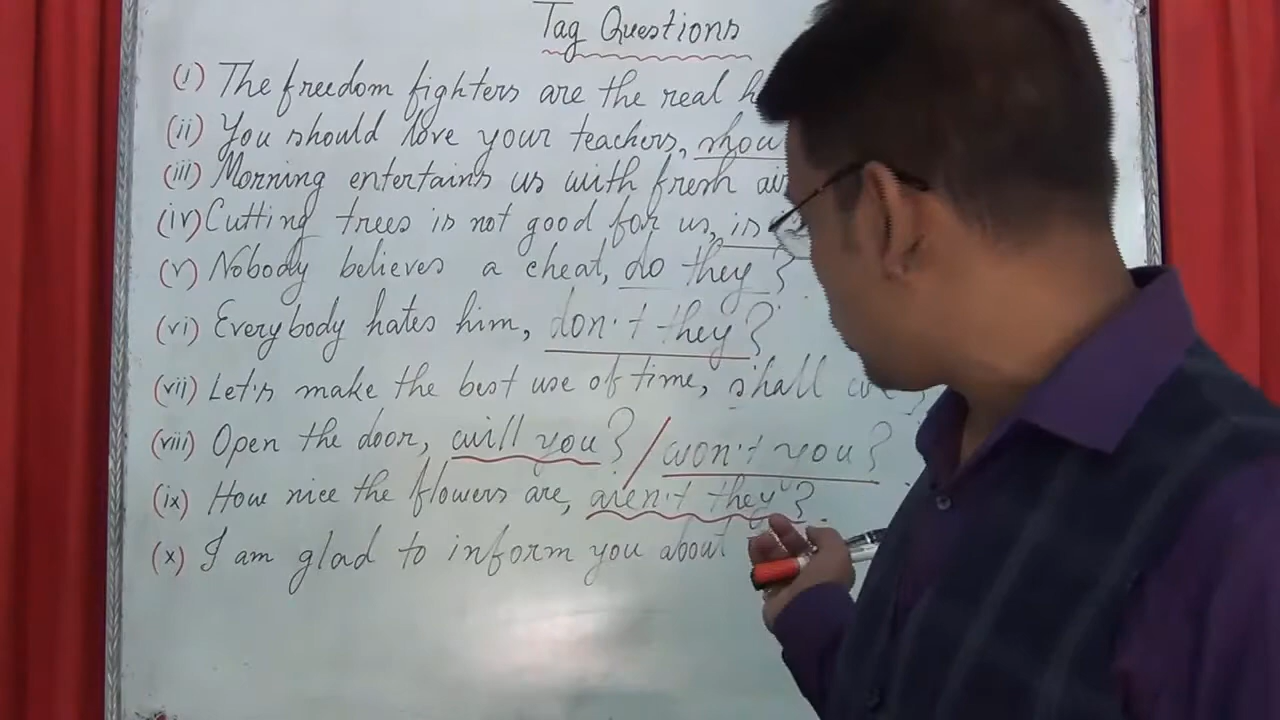 Tag Questions
(i) The freedom fighters are the real
(ii) You should love your teachers,
(iii) Morning entertains us with fresh
(iv) Cutting trees is not good for us, is
(v) Nobody believes a cheat, do they?
(vi) Everybody hates him, don't they?
(vii) Let's make the best use of time, shall we?
(viii) Open the door, will you? / won't you?
(ix) How nice the flowers are, aren't they?
(x) I am glad to inform you about